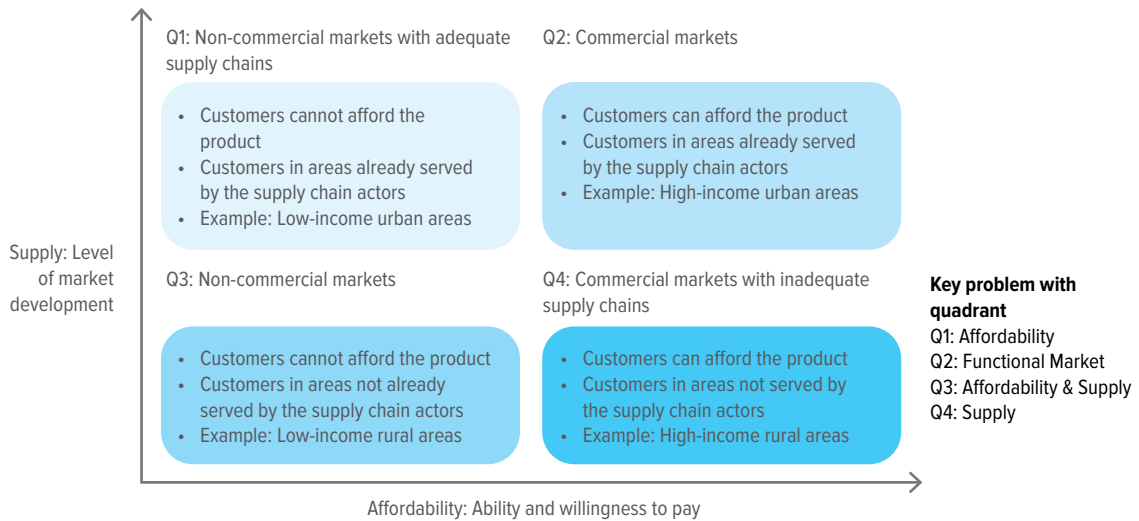 Q1: Non-commercial markets with adequate
supply chains
• Customers cannot afford the
product
• Customers in areas already served
by the supply chain actors
• Example: Low-income urban areas
Q2: Commercial markets
• Customers can afford the product
• Customers in areas already served
by the supply chain actors
• Example: High-income urban areas
Supply: Level
of market
development
Q3: Non-commercial markets
• Customers cannot afford the product
• Customers in areas not already
served by the supply chain actors
• Example: Low-income rural areas
Q4: Commercial markets with inadequate
supply chains
• Customers can afford the product
• Customers in areas not served by
the supply chain actors
• Example: High-income rural areas
Key problem with
quadrant
Q1: Affordability
Q2: Functional Market
Q3: Affordability & Supply
Q4: Supply
Affordability: Ability and willingness to pay